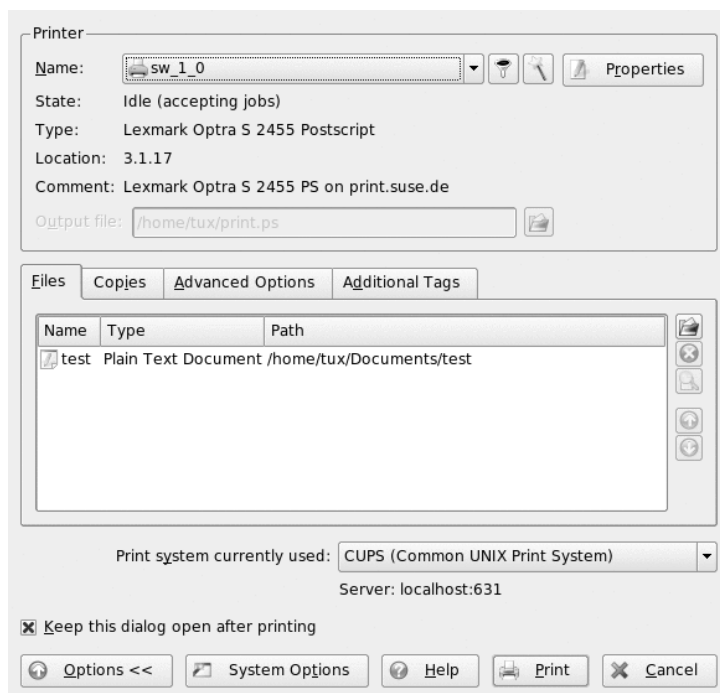 Printer
Name: sw_1_0 Properties
State: Idle (accepting jobs)
Type: Lexmark Optra S 2455 Postscript
Location: 3.1.17
Comment: Lexmark Optra S 2455 PS on print.suse.de
Output file: /home/tux/print.ps
Files Copies Advanced Options Additional Tags
Name Type Path
test Plain Text Document /home/tux/Documents/test
Print system currently used: CUPS (Common UNIX Print System)
Server: localhost:631
Keep this dialog open after printing
Options << System Options Help Print Cancel